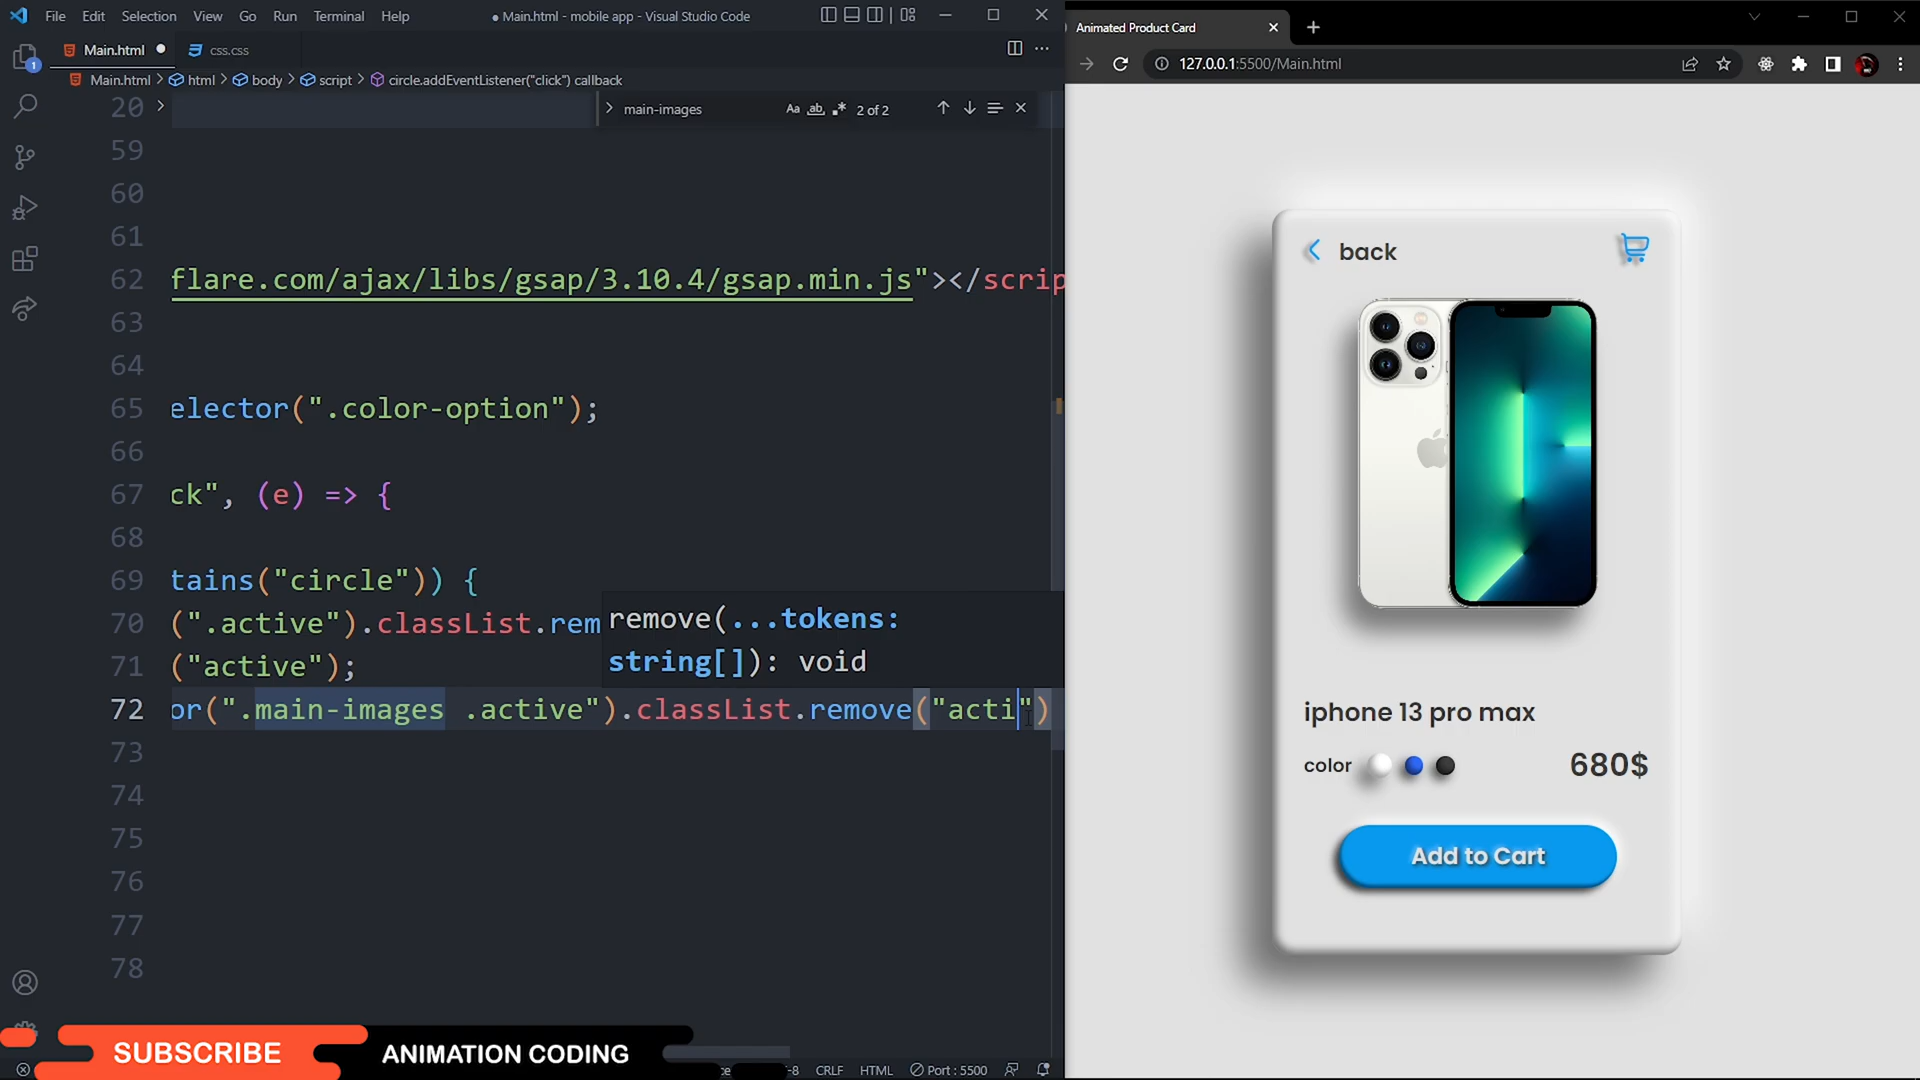 File Edit Selection View Go Run Terminal Help
● Main.html - mobile app - Visual Studio Code
Main.html
css.css
Main.html > html > body > script > circle.addEventListener("click") callback
main-images
Aa ab .*
2 of 2
1
20
59
60
61
62 flare.com/ajax/libs/gsap/3.10.4/gsap.min.js"></scrip
63
64
65 elector(".color-option");
66
67 ck", (e) => {
68
69 tains("circle")) {
70 (".active").classList.rem
remove(...tokens:
string[]): void
71 ("active");
72 or(".main-images .active").classList.remove("acti")
73
74
75
76
77
78
SUBSCRIBE
ANIMATION CODING
CRLF HTML Port : 5500
Animated Product Card
127.0.0.1:5500/Main.html
back
iphone 13 pro max
color
680$
Add to Cart